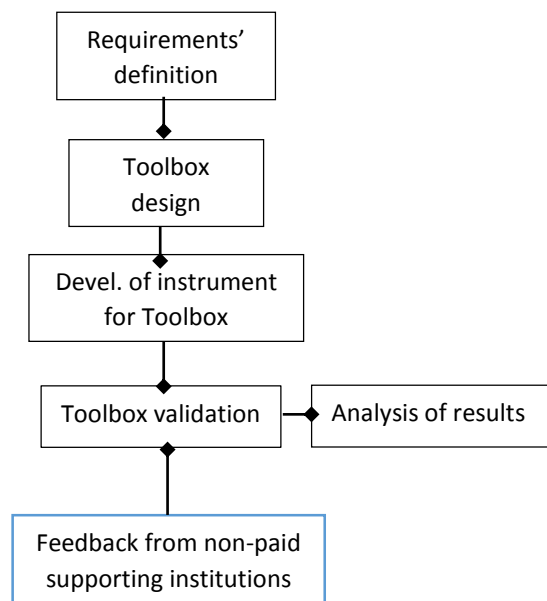 Requirements’
definition
Toolbox
design
Devel. of instrument
for Toolbox
Toolbox validation
Analysis of results
Feedback from non-paid
supporting institutions